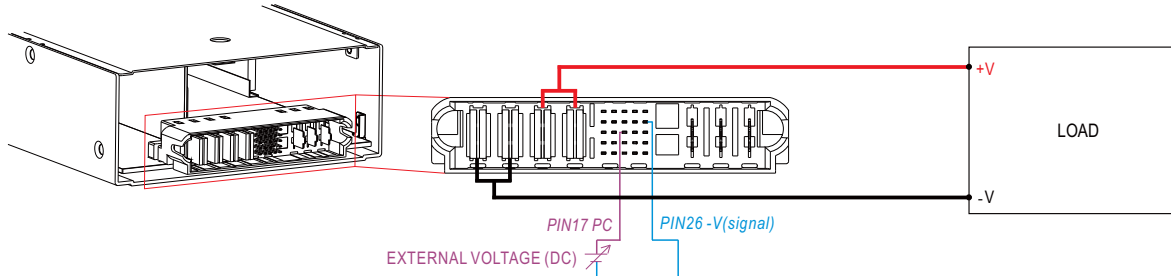 +V
LOAD
-V
PIN17 PC
PIN26 -V(signal)
EXTERNAL VOLTAGE (DC)